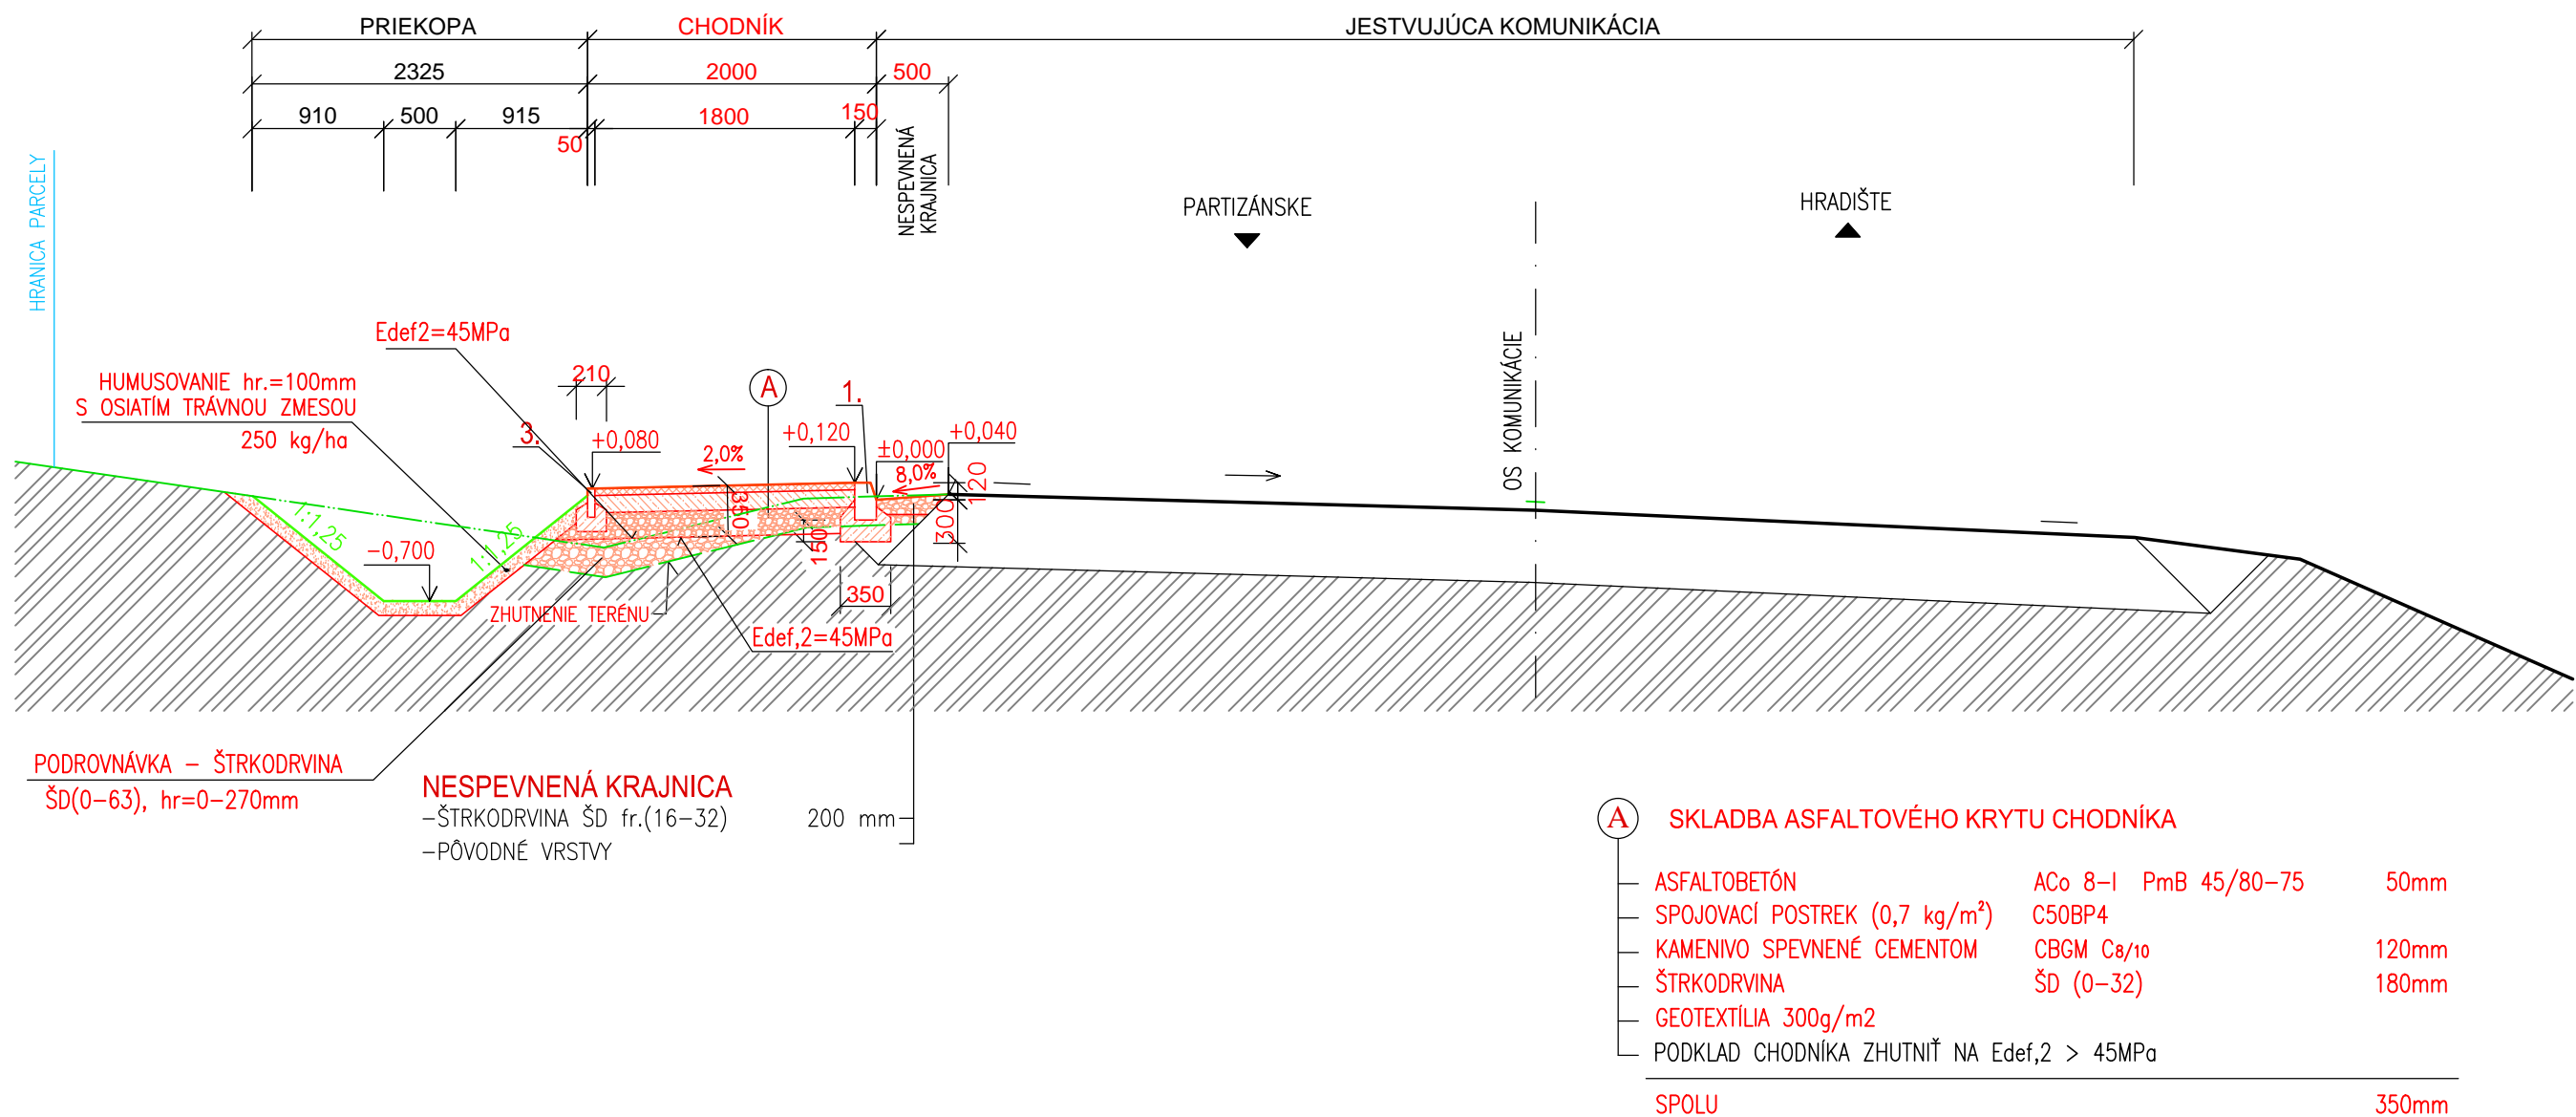 PRIEKOPA
CHODNÍK
JESTVUJÚCA KOMUNIKÁCIA
2325
2000
500
910
500
915
50
1800
150
NESPEVNENÁ
KRAJNICA
HRANICA PARCELY
PARTIZÁNSKE
HRADIŠTE
OS KOMUNIKÁCIE
Edef2=45MPa
HUMUSOVANIE hr.=100mm
S OSIATÍM TRÁVNOU ZMESOU
250 kg/ha
210
A
1.
3.
+0,080
2,0%
+0,120
±0,000
+0,040
8,0%
120
300
350
150
1:1,25
1:1,25
-0,700
350
ZHUTNENIE TERÉNU
Edef,2=45MPa
PODROVNÁVKA – ŠTRKODRVINA
ŠD(0-63), hr=0-270mm
NESPEVNENÁ KRAJNICA
-ŠTRKODRVINA ŠD fr.(16-32) 200 mm
-PÔVODNÉ VRSTVY
A SKLADBA ASFALTOVÉHO KRYTU CHODNÍKA
ASFALTOBETÓN ACo 8-I PmB 45/80-75 50mm
SPOJOVACÍ POSTREK (0,7 kg/m²) C50BP4
KAMENIVO SPEVNENÉ CEMENTOM CBGM C8/10 120mm
ŠTRKODRVINA ŠD (0-32) 180mm
GEOTEXTÍLIA 300g/m2
PODKLAD CHODNÍKA ZHUTNIŤ NA Edef,2 > 45MPa
SPOLU 350mm